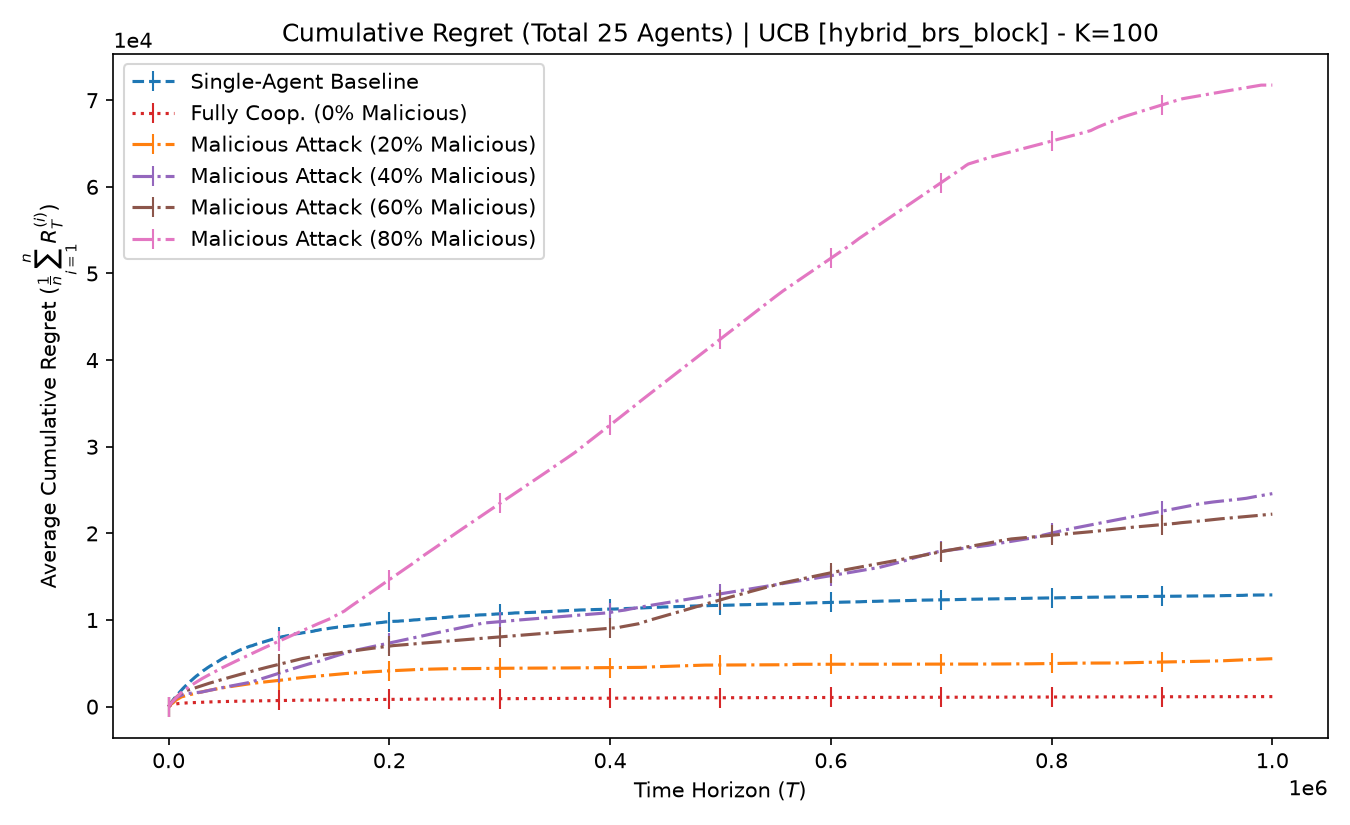 Cumulative Regret (Total 25 Agents) | UCB [hybrid_brs_block] - K=100
1e4
Single-Agent Baseline
Fully Coop. (0% Malicious)
Malicious Attack (20% Malicious)
Malicious Attack (40% Malicious)
Malicious Attack (60% Malicious)
Malicious Attack (80% Malicious)
Average Cumulative Regret ($\frac{1}{n}\sum_{i=1}^{n} R_T^{(i)}$)
7
6
5
4
3
2
1
0
0.0 0.2 0.4 0.6 0.8 1.0
1e6
Time Horizon (T)